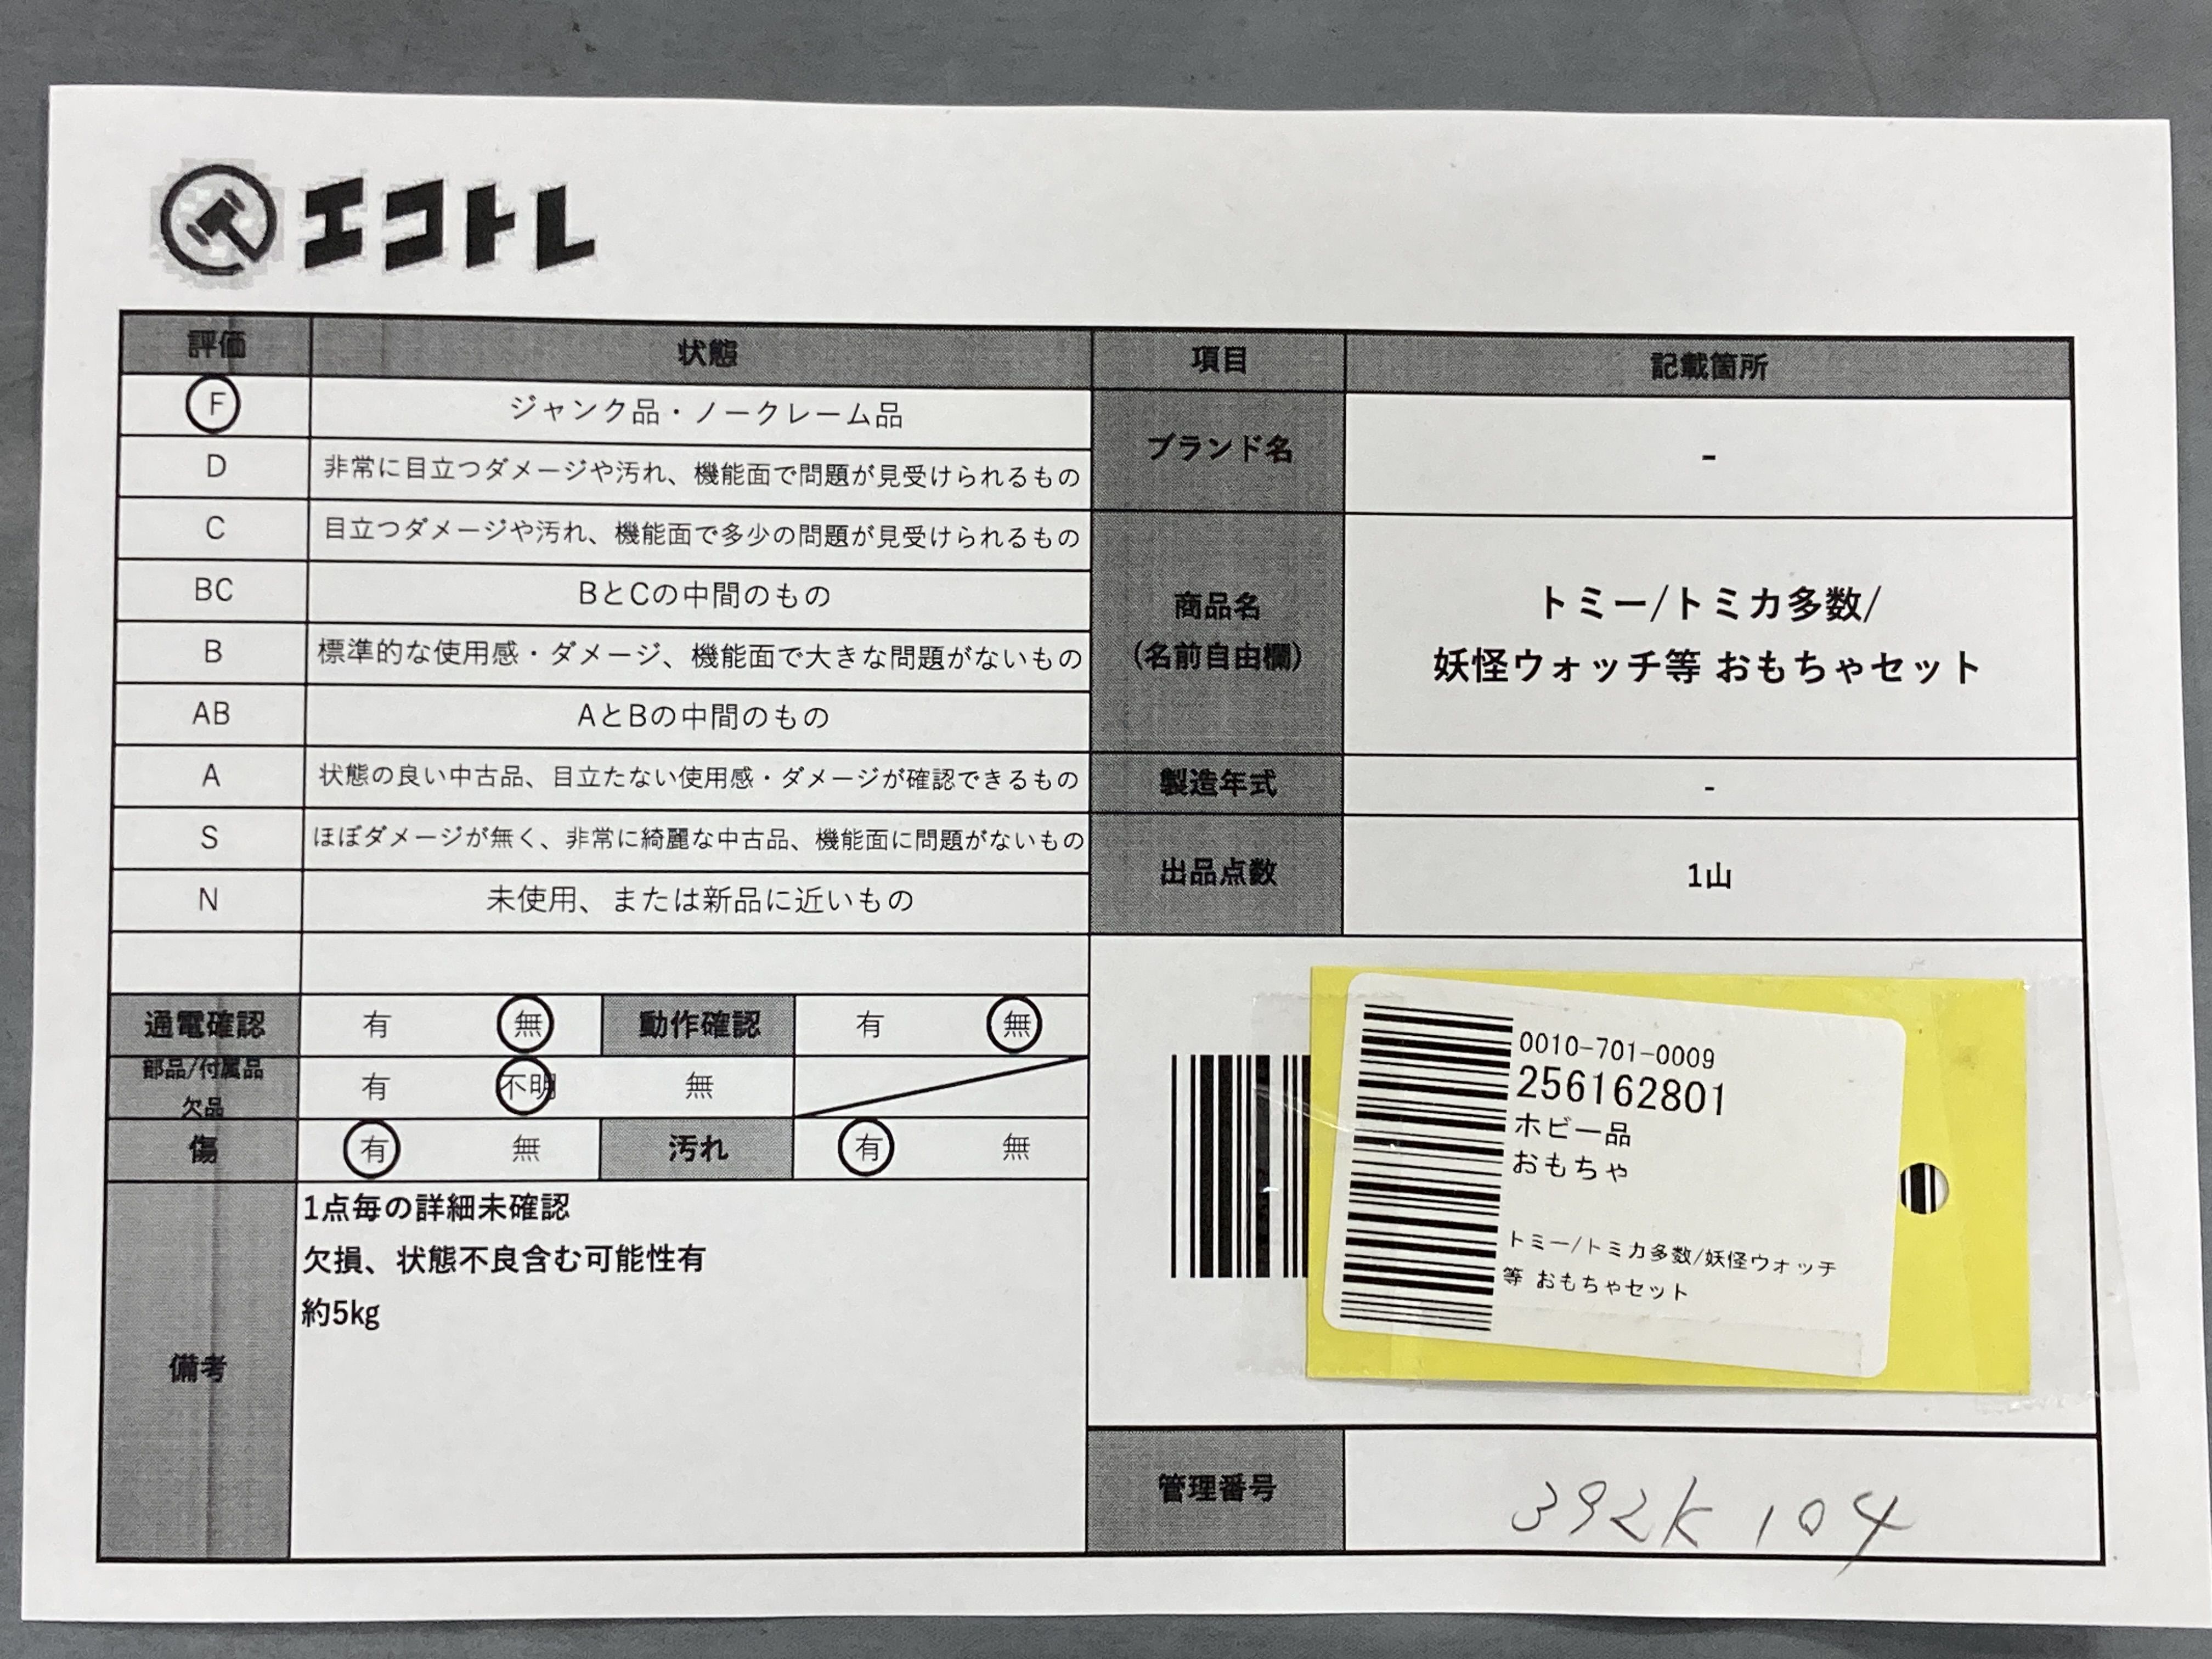 エコトレ
評価 状態 項目 記載箇所
F ジャンク品・ノークレーム品
D 非常に目立つダメージや汚れ、機能面で問題が見受けられるもの
C 目立つダメージや汚れ、機能面で多少の問題が見受けられるもの
BC BとCの中間のもの
B 標準的な使用感・ダメージ、機能面で大きな問題がないもの
AB AとBの中間のもの
A 状態の良い中古品、目立たない使用感・ダメージが確認できるもの
S ほぼダメージが無く、非常に綺麗な中古品、機能面に問題がないもの
N 未使用、または新品に近いもの
ブランド名 -
商品名
(名前自由欄)
トミー/トミカ多数/
妖怪ウォッチ等 おもちゃセット
製造年式 -
出品点数 1山
通電確認 有 無 動作確認 有 無
部品/付属品
欠品
有 不明 無
傷 有 無 汚れ 有 無
備考
1点毎の詳細未確認
欠損、状態不良含む可能性有
約5kg
0010-701-0009
256162801
ホビー品
おもちゃ
トミー/トミカ多数/妖怪ウォッチ
等 おもちゃセット
管理番号 392K 104